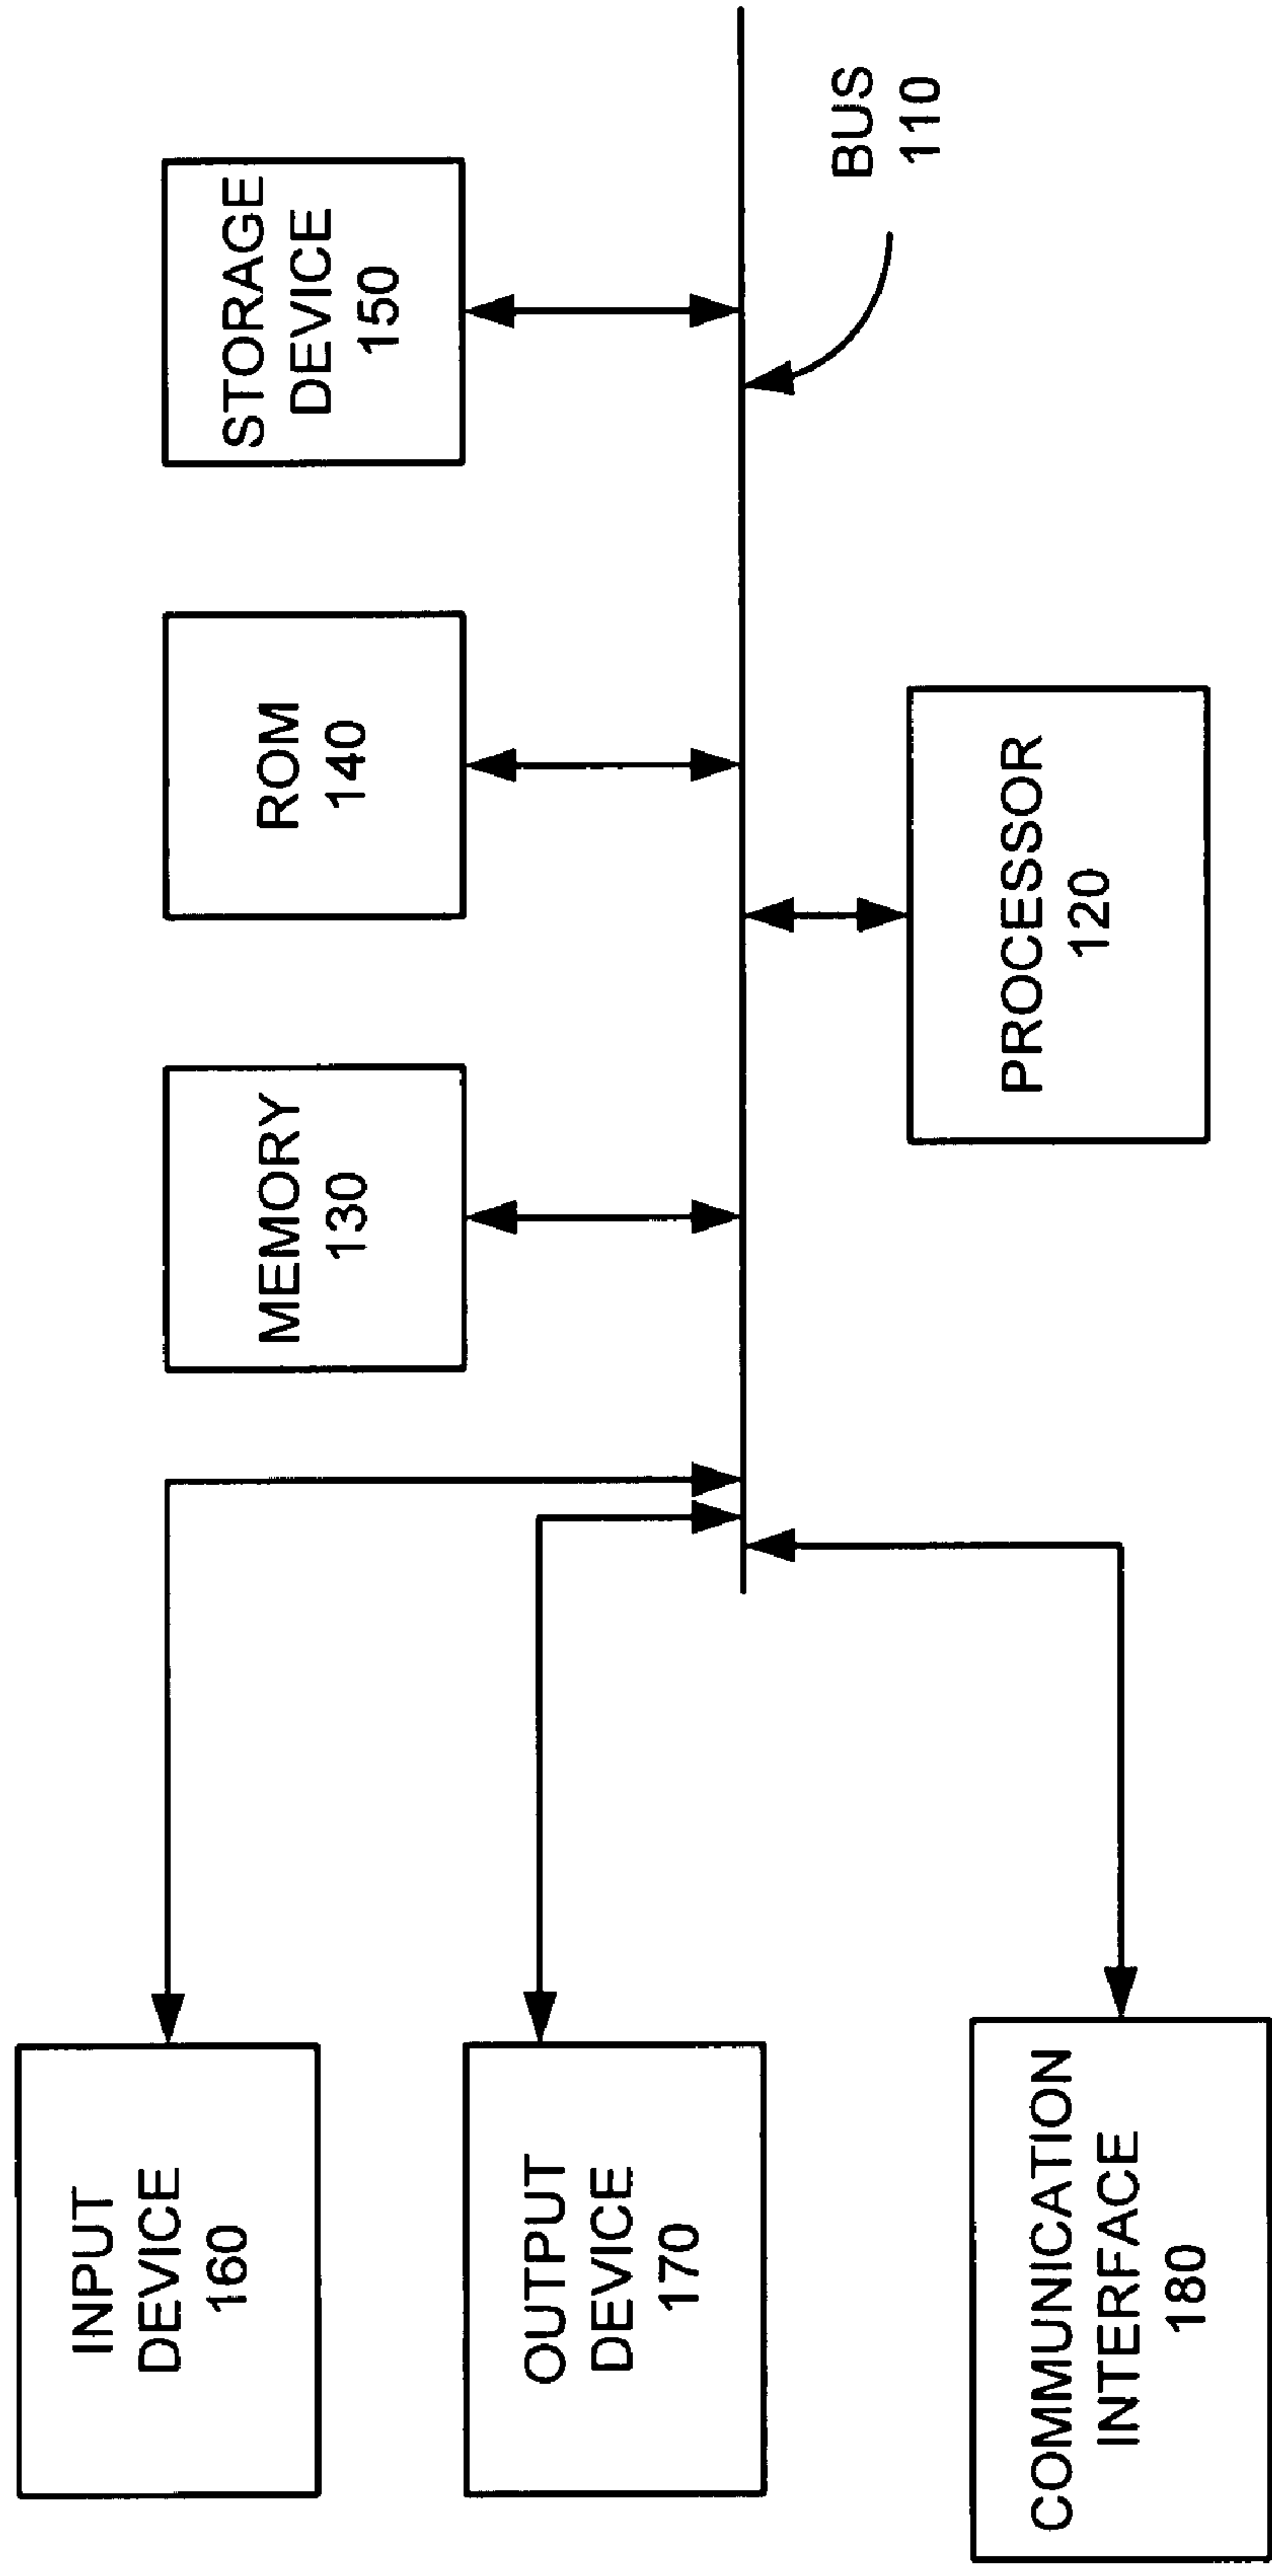 INPUT
DEVICE
160
MEMORY
130
ROM
140
STORAGE
DEVICE
150
OUTPUT
DEVICE
170
BUS
110
COMMUNICATION
INTERFACE
180
PROCESSOR
120